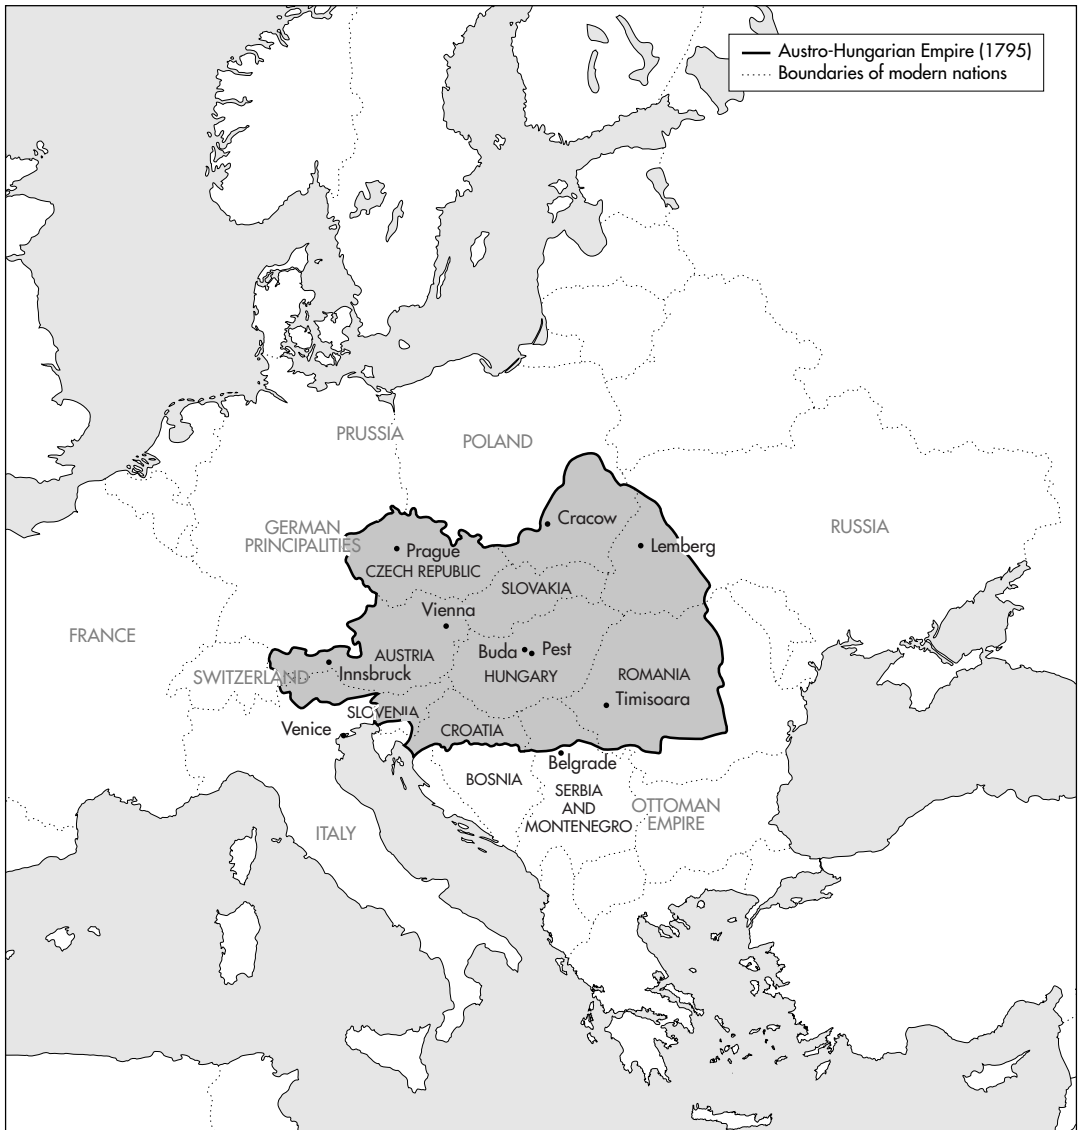 Austro-Hungarian Empire (1795)
Boundaries of modern nations
PRUSSIA
POLAND
Cracow
GERMAN
PRINCIPALITIES
RUSSIA
Lemberg
Prague
CZECH REPUBLIC
SLOVAKIA
Vienna
FRANCE
Buda
Pest
AUSTRIA
SWITZERLAND
Innsbruck
HUNGARY
ROMANIA
Timisoara
SLOVENIA
Venice
CROATIA
Belgrade
BOSNIA
SERBIA
AND
MONTENEGRO
OTTOMAN
EMPIRE
ITALY